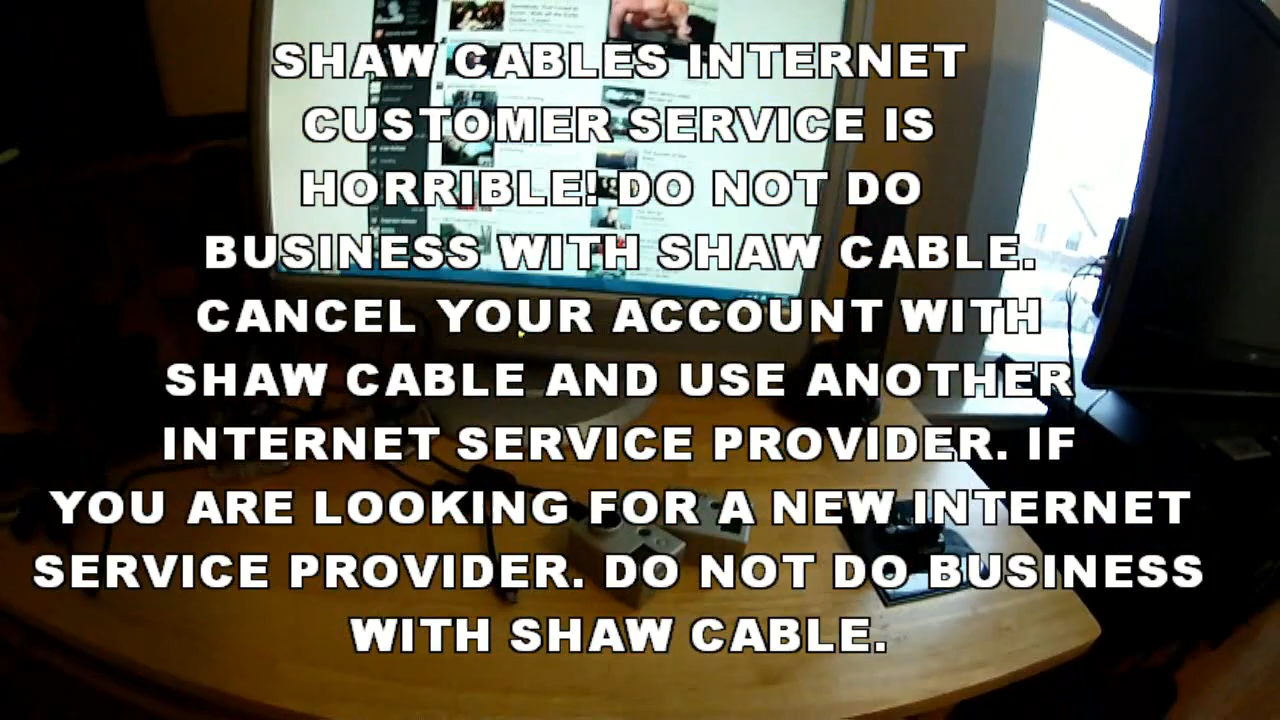 SHAW CABLES INTERNET
CUSTOMER SERVICE IS
HORRIBLE! DO NOT DO
BUSINESS WITH SHAW CABLE.
CANCEL YOUR ACCOUNT WITH
SHAW CABLE AND USE ANOTHER
INTERNET SERVICE PROVIDER. IF
YOU ARE LOOKING FOR A NEW INTERNET
SERVICE PROVIDER. DO NOT DO BUSINESS
WITH SHAW CABLE.